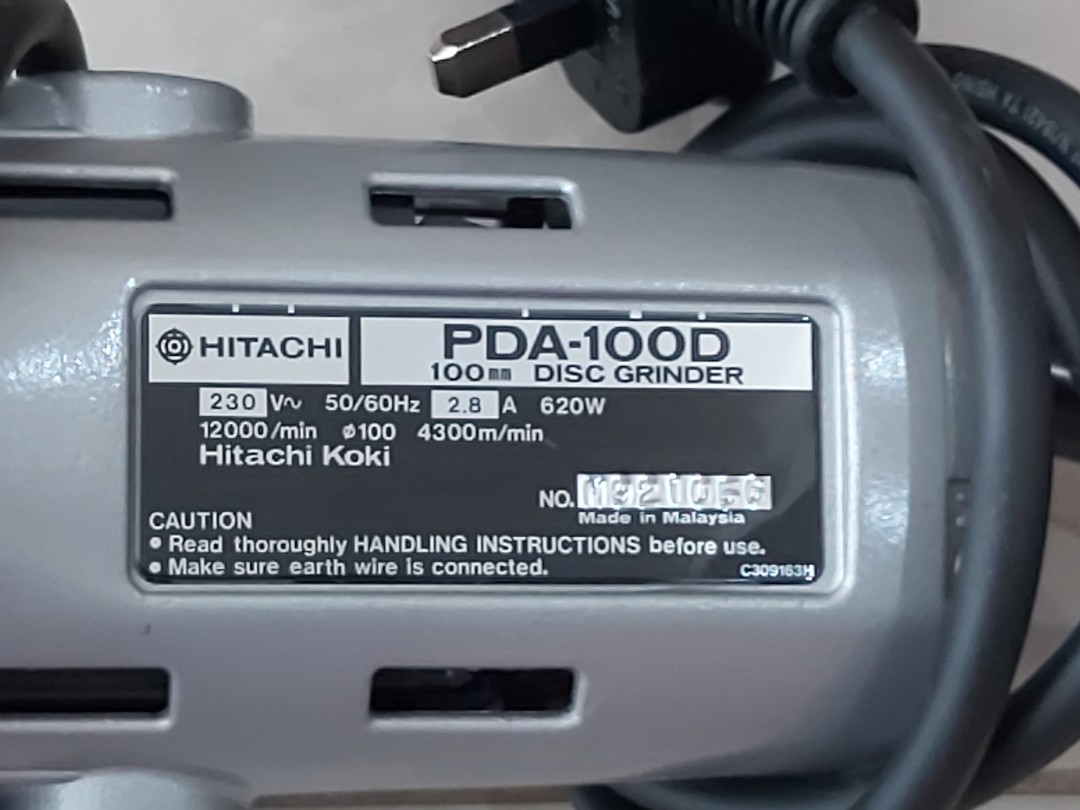 HITACHI
PDA-100D
100mm DISC GRINDER
230 V~ 50/60Hz 2.8 A 620W
12000/min ø100 4300m/min
Hitachi Koki
NO.
Made in Malaysia
CAUTION
• Read thoroughly HANDLING INSTRUCTIONS before use.
• Make sure earth wire is connected.
C309163H